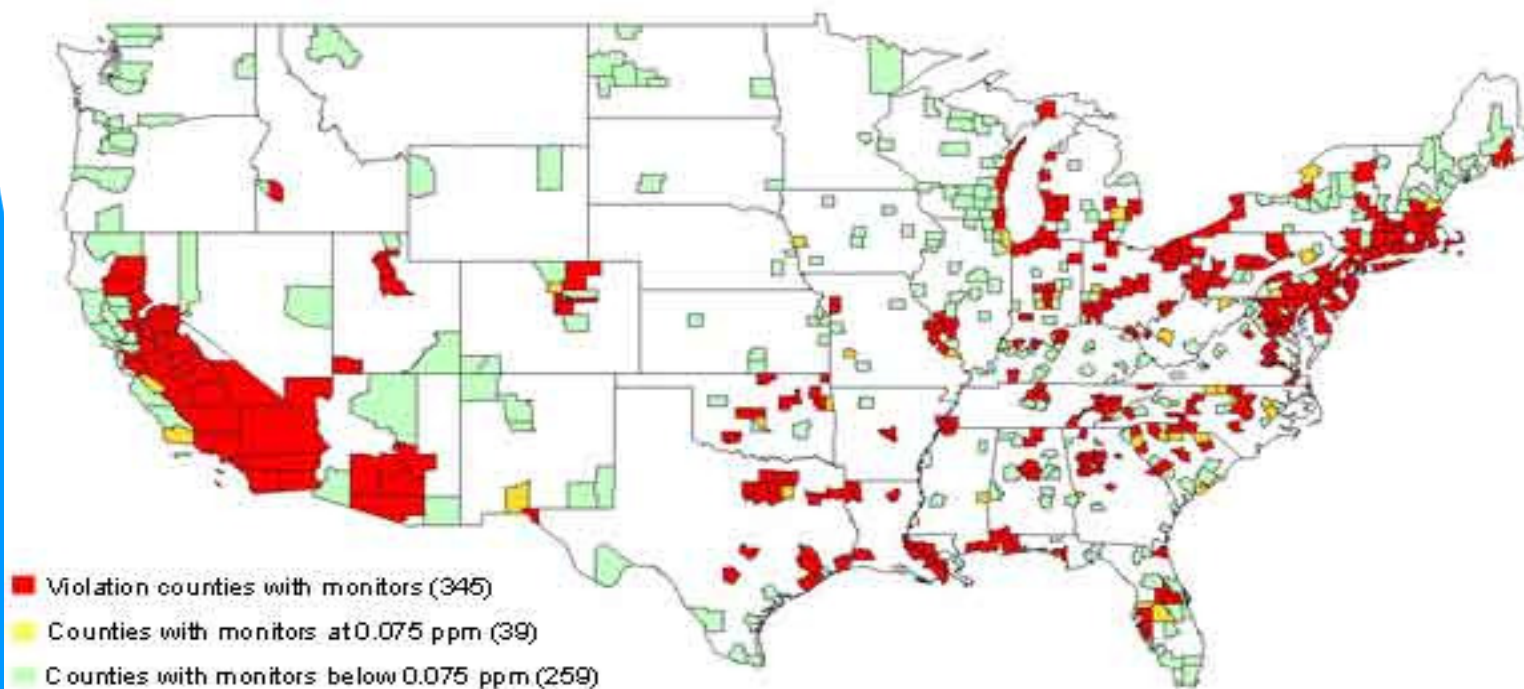 Violation counties with monitors (345)
Counties with monitors at 0.075 ppm (39)
Counties with monitors below 0.075 ppm (259)